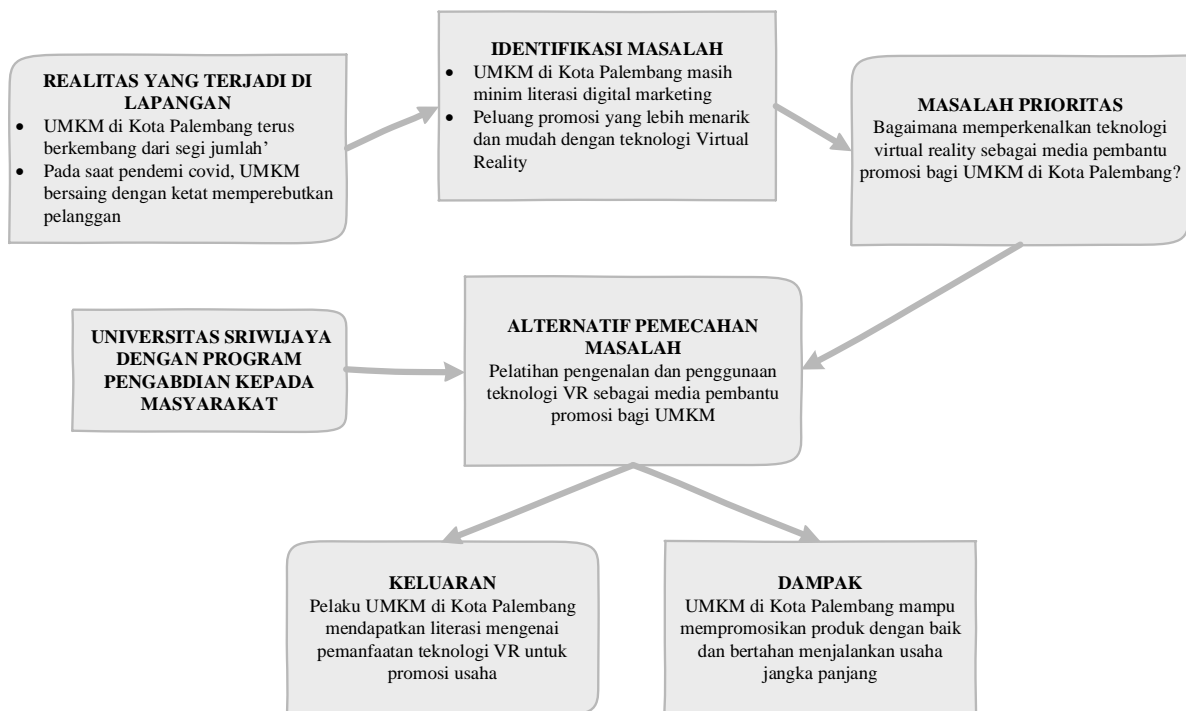 REALITAS YANG TERJADI DI
LAPANGAN
• UMKM di Kota Palembang terus
berkembang dari segi jumlah’
• Pada saat pendemi covid, UMKM
bersaing dengan ketat memperebutkan
pelanggan
IDENTIFIKASI MASALAH
• UMKM di Kota Palembang masih
minim literasi digital marketing
• Peluang promosi yang lebih menarik
dan mudah dengan teknologi Virtual
Reality
MASALAH PRIORITAS
Bagaimana memperkenalkan teknologi
virtual reality sebagai media pembantu
promosi bagi UMKM di Kota Palembang?
UNIVERSITAS SRIWIJAYA
DENGAN PROGRAM
PENGABDIAN KEPADA
MASYARAKAT
ALTERNATIF PEMECAHAN
MASALAH
Pelatihan pengenalan dan penggunaan
teknologi VR sebagai media pembantu
promosi bagi UMKM
KELUARAN
Pelaku UMKM di Kota Palembang
mendapatkan literasi mengenai
pemanfaatan teknologi VR untuk
promosi usaha
DAMPAK
UMKM di Kota Palembang mampu
mempromosikan produk dengan baik
dan bertahan menjalankan usaha
jangka panjang